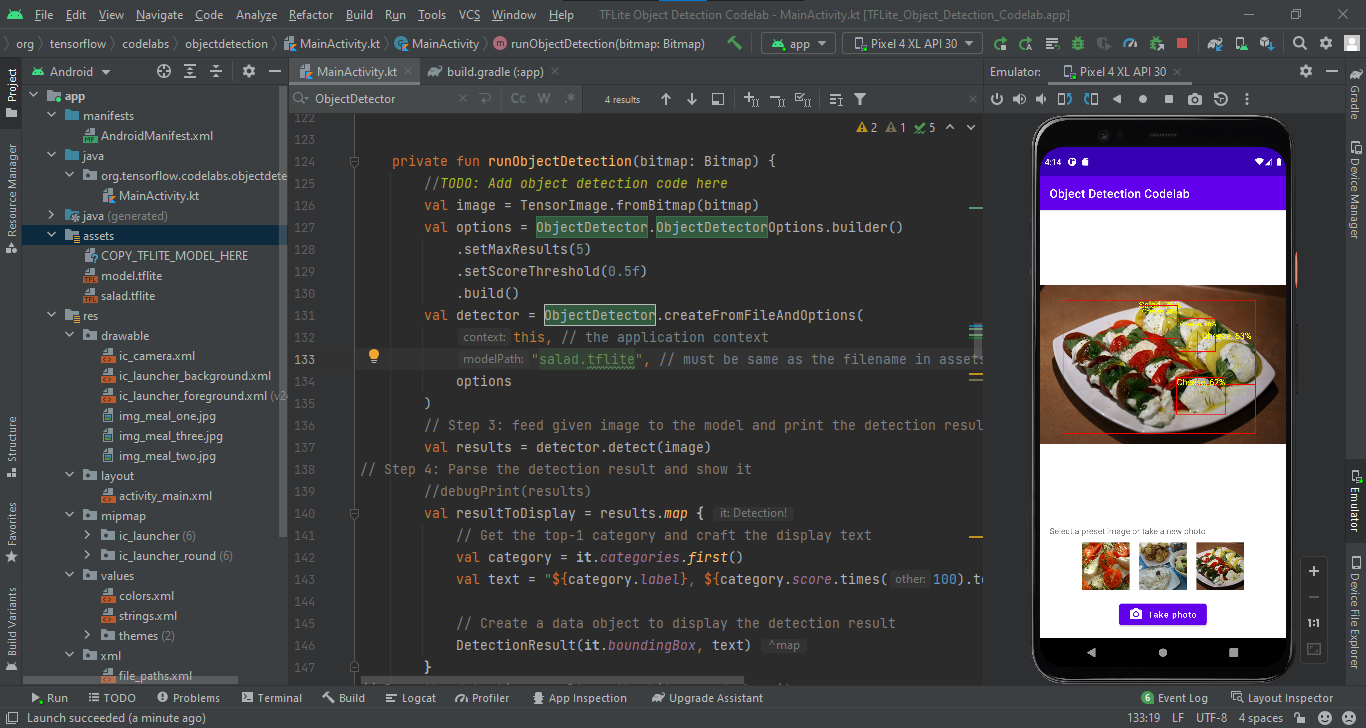 File Edit View Navigate Code Analyze Refactor Build Run Tools VCS Window Help TFLite Object Detection Codelab - MainActivity.kt [TFLite_Object_Detection_Codelab.app]
org tensorflow codelabs objectdetection MainActivity.kt MainActivity runObjectDetection(bitmap: Bitmap) app Pixel 4 XL API 30
Android
MainActivity.kt build.gradle (:app)
Emulator: Pixel 4 XL API 30
ObjectDetector Cc W .* 4 results
Project
Resource Manager
Structure
Favorites
Build Variants
app
manifests
AndroidManifest.xml
java
org.tensorflow.codelabs.objectdete
MainActivity.kt
java (generated)
assets
COPY_TFLITE_MODEL_HERE
model.tflite
salad.tflite
res
drawable
ic_camera.xml
ic_launcher_background.xml
ic_launcher_foreground.xml (v24
img_meal_one.jpg
img_meal_three.jpg
img_meal_two.jpg
layout
activity_main.xml
mipmap
ic_launcher (6)
ic_launcher_round (6)
values
colors.xml
strings.xml
themes (2)
xml
file_paths.xml
2 1 5
122
123
124 private fun runObjectDetection(bitmap: Bitmap) {
125 //TODO: Add object detection code here
126 val image = TensorImage.fromBitmap(bitmap)
127 val options = ObjectDetector.ObjectDetectorOptions.builder()
128 .setMaxResults(5)
129 .setScoreThreshold(0.5f)
130 .build()
131 val detector = ObjectDetector.createFromFileAndOptions(
132 context: this, // the application context
133 modelPath: "salad.tflite", // must be same as the filename in assets
134 options
135 )
136 // Step 3: feed given image to the model and print the detection resul
137 val results = detector.detect(image)
138 // Step 4: Parse the detection result and show it
139 //debugPrint(results)
140 val resultToDisplay = results.map { it: Detection!
141 // Get the top-1 category and craft the display text
142 val category = it.categories.first()
143 val text = "${category.label}, ${category.score.times( other: 100).to
144
145 // Create a data object to display the detection result
146 DetectionResult(it.boundingBox, text) ^map
147 }
4:14
Object Detection Codelab
Cheese, 53%
Cheese, 67%
Select a preset image or take a new photo
Take photo
1:1
Gradle
Device Manager
Emulator
Device File Explorer
Run TODO Problems Terminal Build Logcat Profiler App Inspection Upgrade Assistant 6 Event Log Layout Inspector
Launch succeeded (a minute ago) 133:19 LF UTF-8 4 spaces